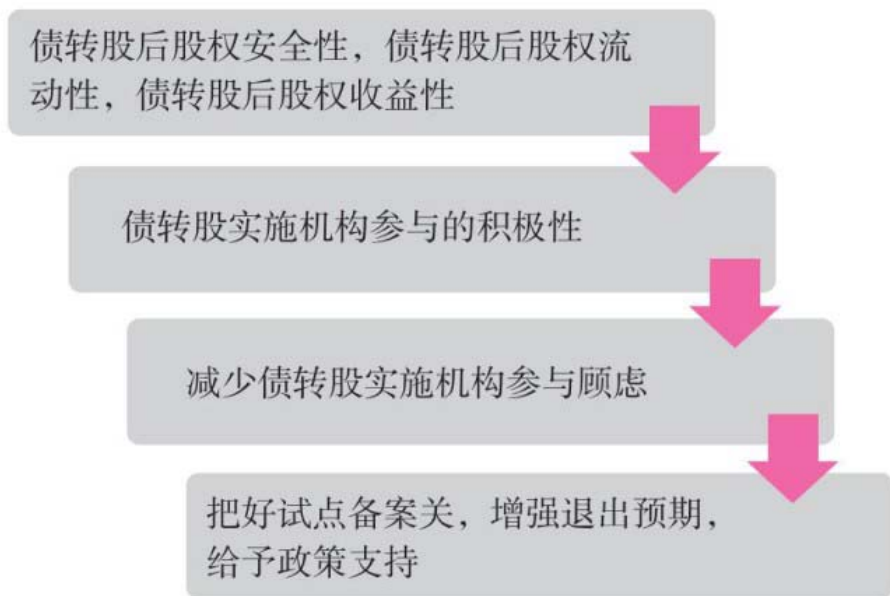 债转股后股权安全性，债转股后股权流
动性，债转股后股权收益性
债转股实施机构参与的积极性
减少债转股实施机构参与顾虑
把好试点备案关，增强退出预期，
给予政策支持